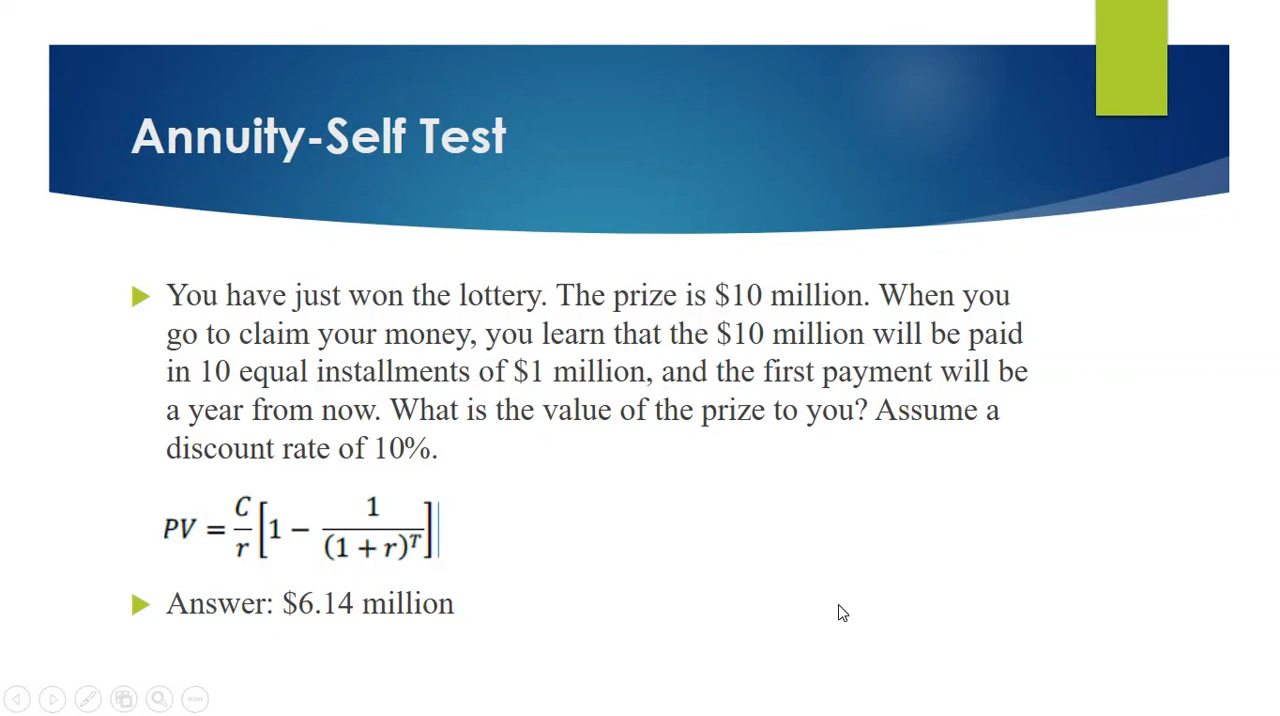 Annuity-Self Test
You have just won the lottery. The prize is $10 million. When you
go to claim your money, you learn that the $10 million will be paid
in 10 equal installments of $1 million, and the first payment will be
a year from now. What is the value of the prize to you? Assume a
discount rate of 10%.
PV = C/r [1 − 1/(1 + r)^T]
Answer: $6.14 million